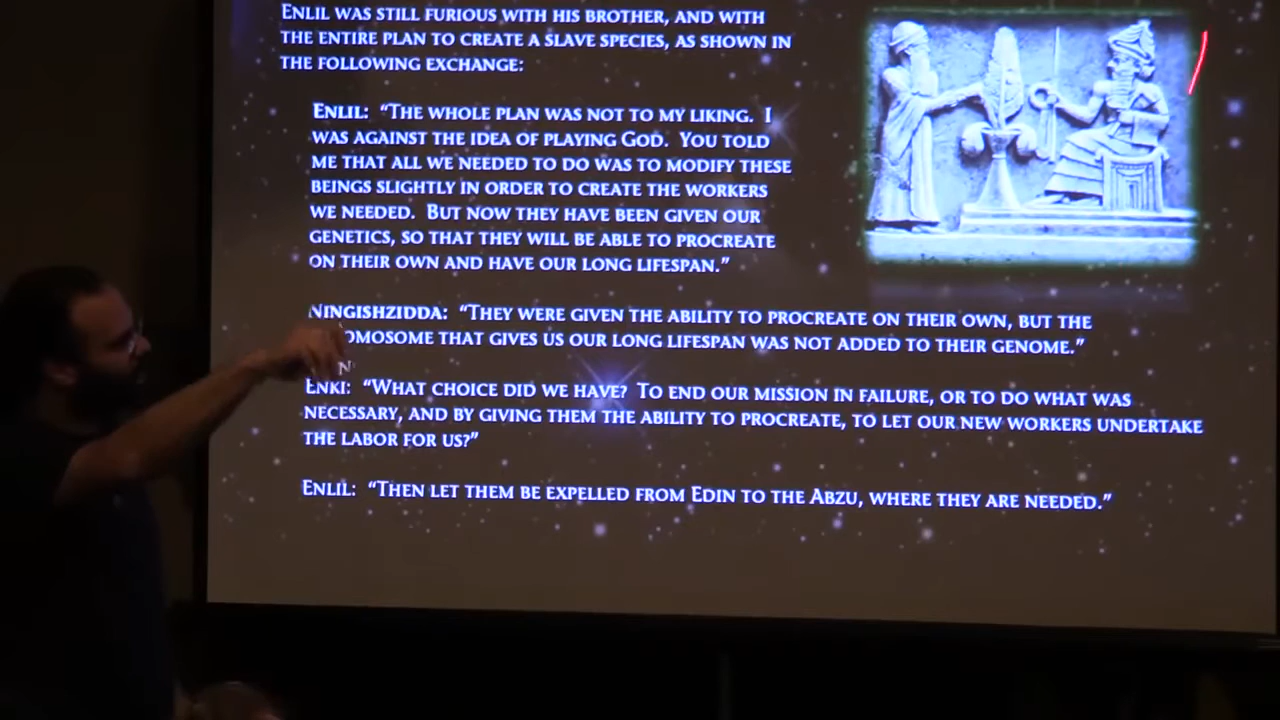 Enlil was still furious with his brother, and with
the entire plan to create a slave species, as shown in
the following exchange:
Enlil: “The whole plan was not to my liking. I
was against the idea of playing God. You told
me that all we needed to do was to modify these
beings slightly in order to create the workers
we needed. But now they have been given our
genetics, so that they will be able to procreate
on their own and have our long lifespan.”
Ningishzidda: “They were given the ability to procreate on their own, but the
omosome that gives us our long lifespan was not added to their genome.”
Enki: “What choice did we have? To end our mission in failure, or to do what was
necessary, and by giving them the ability to procreate, to let our new workers undertake
the labor for us?”
Enlil: “Then let them be expelled from Edin to the Abzu, where they are needed.”